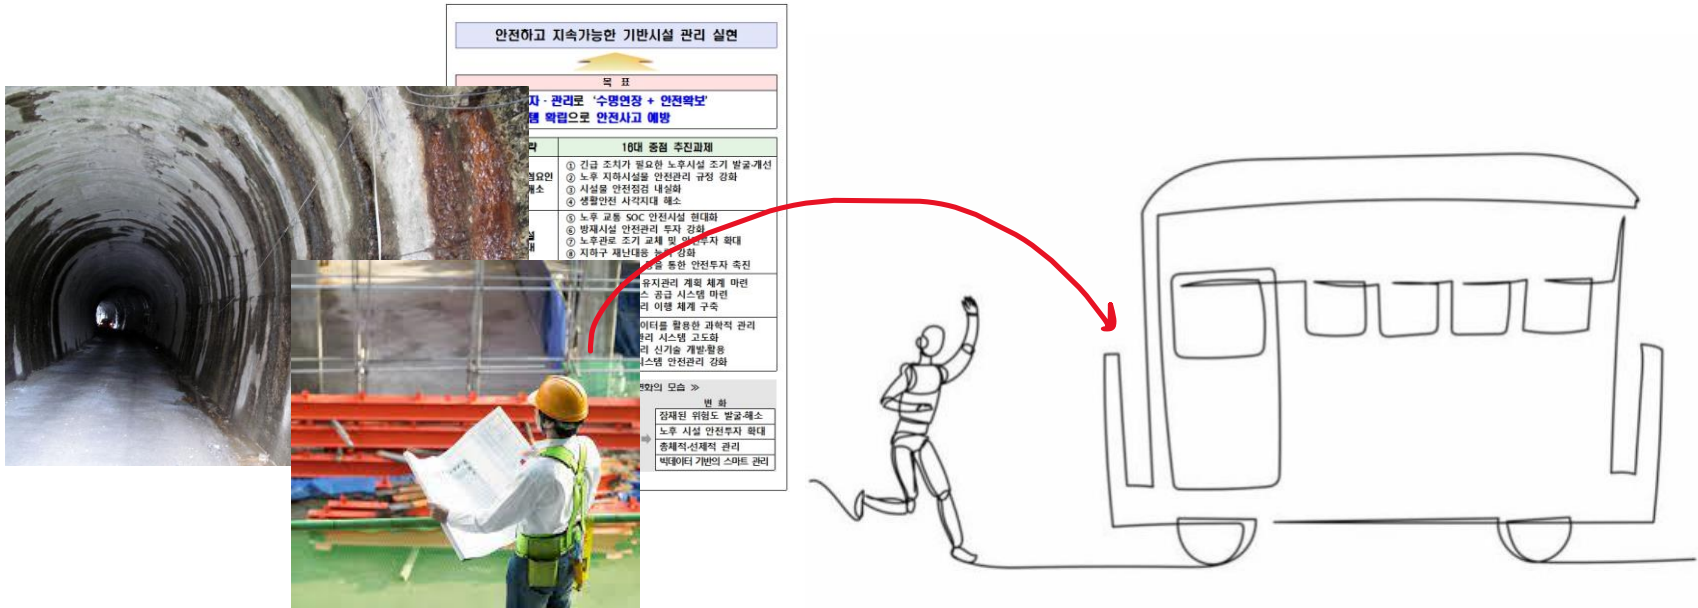 안전하고 지속가능한 기반시설 관리 실현
목 표
자 · 관리로 '수명연장 + 안전확보'
템 확립으로 안전사고 예방
략
16대 중점 추진과제
① 긴급 조치가 필요한 노후시설 조기 발굴·개선
② 노후 지하시설물 안전관리 규정 강화
③ 시설물 안전점검 내실화
④ 생활안전 사각지대 해소
험요인
해소
⑤ 노후 교통 SOC 안전시설 현대화
⑥ 방재시설 안전관리 투자 강화
⑦ 노후관로 조기 교체 및 안전투자 확대
⑧ 지하구 재난대응 능력 강화
등을 통한 안전투자 촉진
설
대
유지관리 계획 체계 마련
스 공급 시스템 마련
리 이행 체계 구축
이터를 활용한 과학적 관리
관리 시스템 고도화
리 신기술 개발·활용
시스템 안전관리 강화
변화의 모습 ≫
변 화
잠재된 위험도 발굴·해소
노후 시설 안전투자 확대
총체적·선제적 관리
빅데이터 기반의 스마트 관리